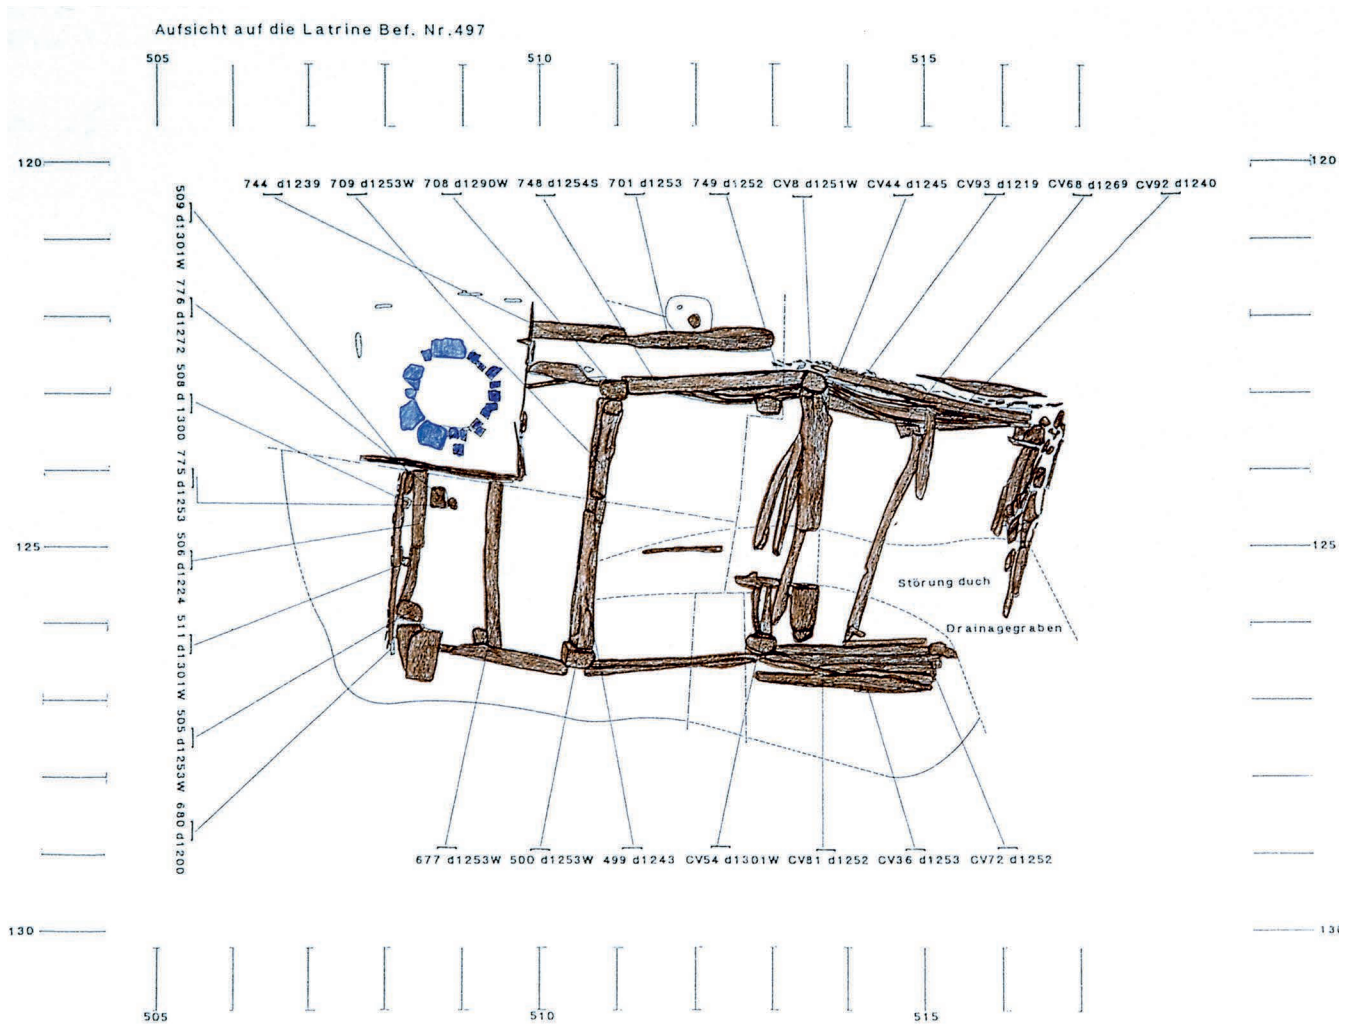 Aufsicht auf die Latrine Bef. Nr.497
505 510 515
120 120
744 d1239 709 d1253W 708 d1290W 748 d1254S 701 d1253 749 d1252 CV8 d1251W CV44 d1245 CV93 d1219 CV68 d1269 CV92 d1240
509 d1301W 776 d1272 508 d1300 775 d1253 506 d1224 511 d1301W 505 d1253W 680 d1200
125 125
Störung duch
Drainagegraben
677 d1253W 500 d1253W 499 d1243 CV54 d1301W CV81 d1252 CV36 d1253 CV72 d1252
130 13
505 510 515